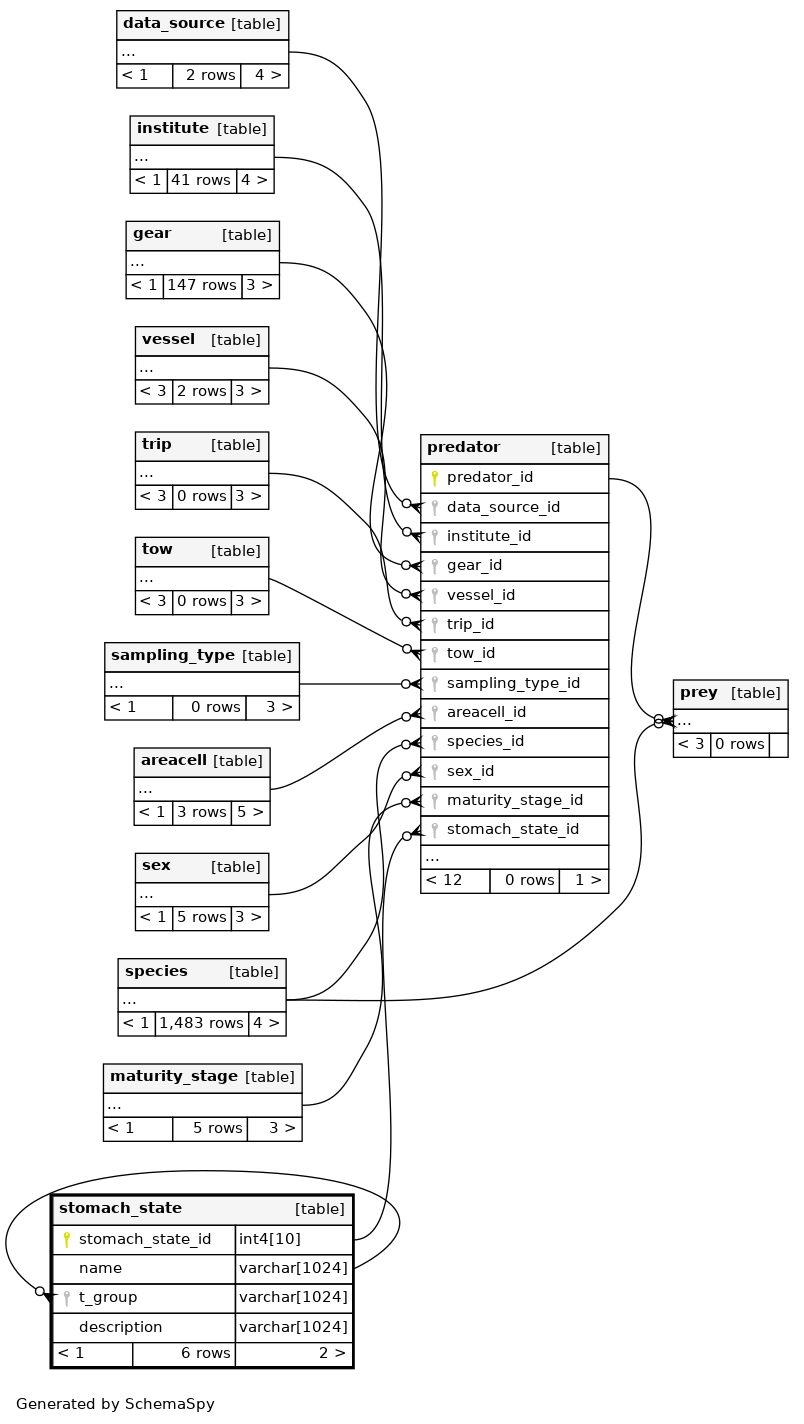 data_source [table]
...
< 1 2 rows 4 >
institute [table]
...
< 1 41 rows 4 >
gear [table]
...
< 1 147 rows 3 >
vessel [table]
...
< 3 2 rows 3 >
trip [table]
...
< 3 0 rows 3 >
tow [table]
...
< 3 0 rows 3 >
sampling_type [table]
...
< 1 0 rows 3 >
areacell [table]
...
< 1 3 rows 5 >
sex [table]
...
< 1 5 rows 3 >
species [table]
...
< 1 1,483 rows 4 >
maturity_stage [table]
...
< 1 5 rows 3 >
stomach_state [table]
stomach_state_id int4[10]
name varchar[1024]
t_group varchar[1024]
description varchar[1024]
< 1 6 rows 2 >
predator [table]
predator_id
data_source_id
institute_id
gear_id
vessel_id
trip_id
tow_id
sampling_type_id
areacell_id
species_id
sex_id
maturity_stage_id
stomach_state_id
...
< 12 0 rows 1 >
prey [table]
...
< 3 0 rows
Generated by SchemaSpy